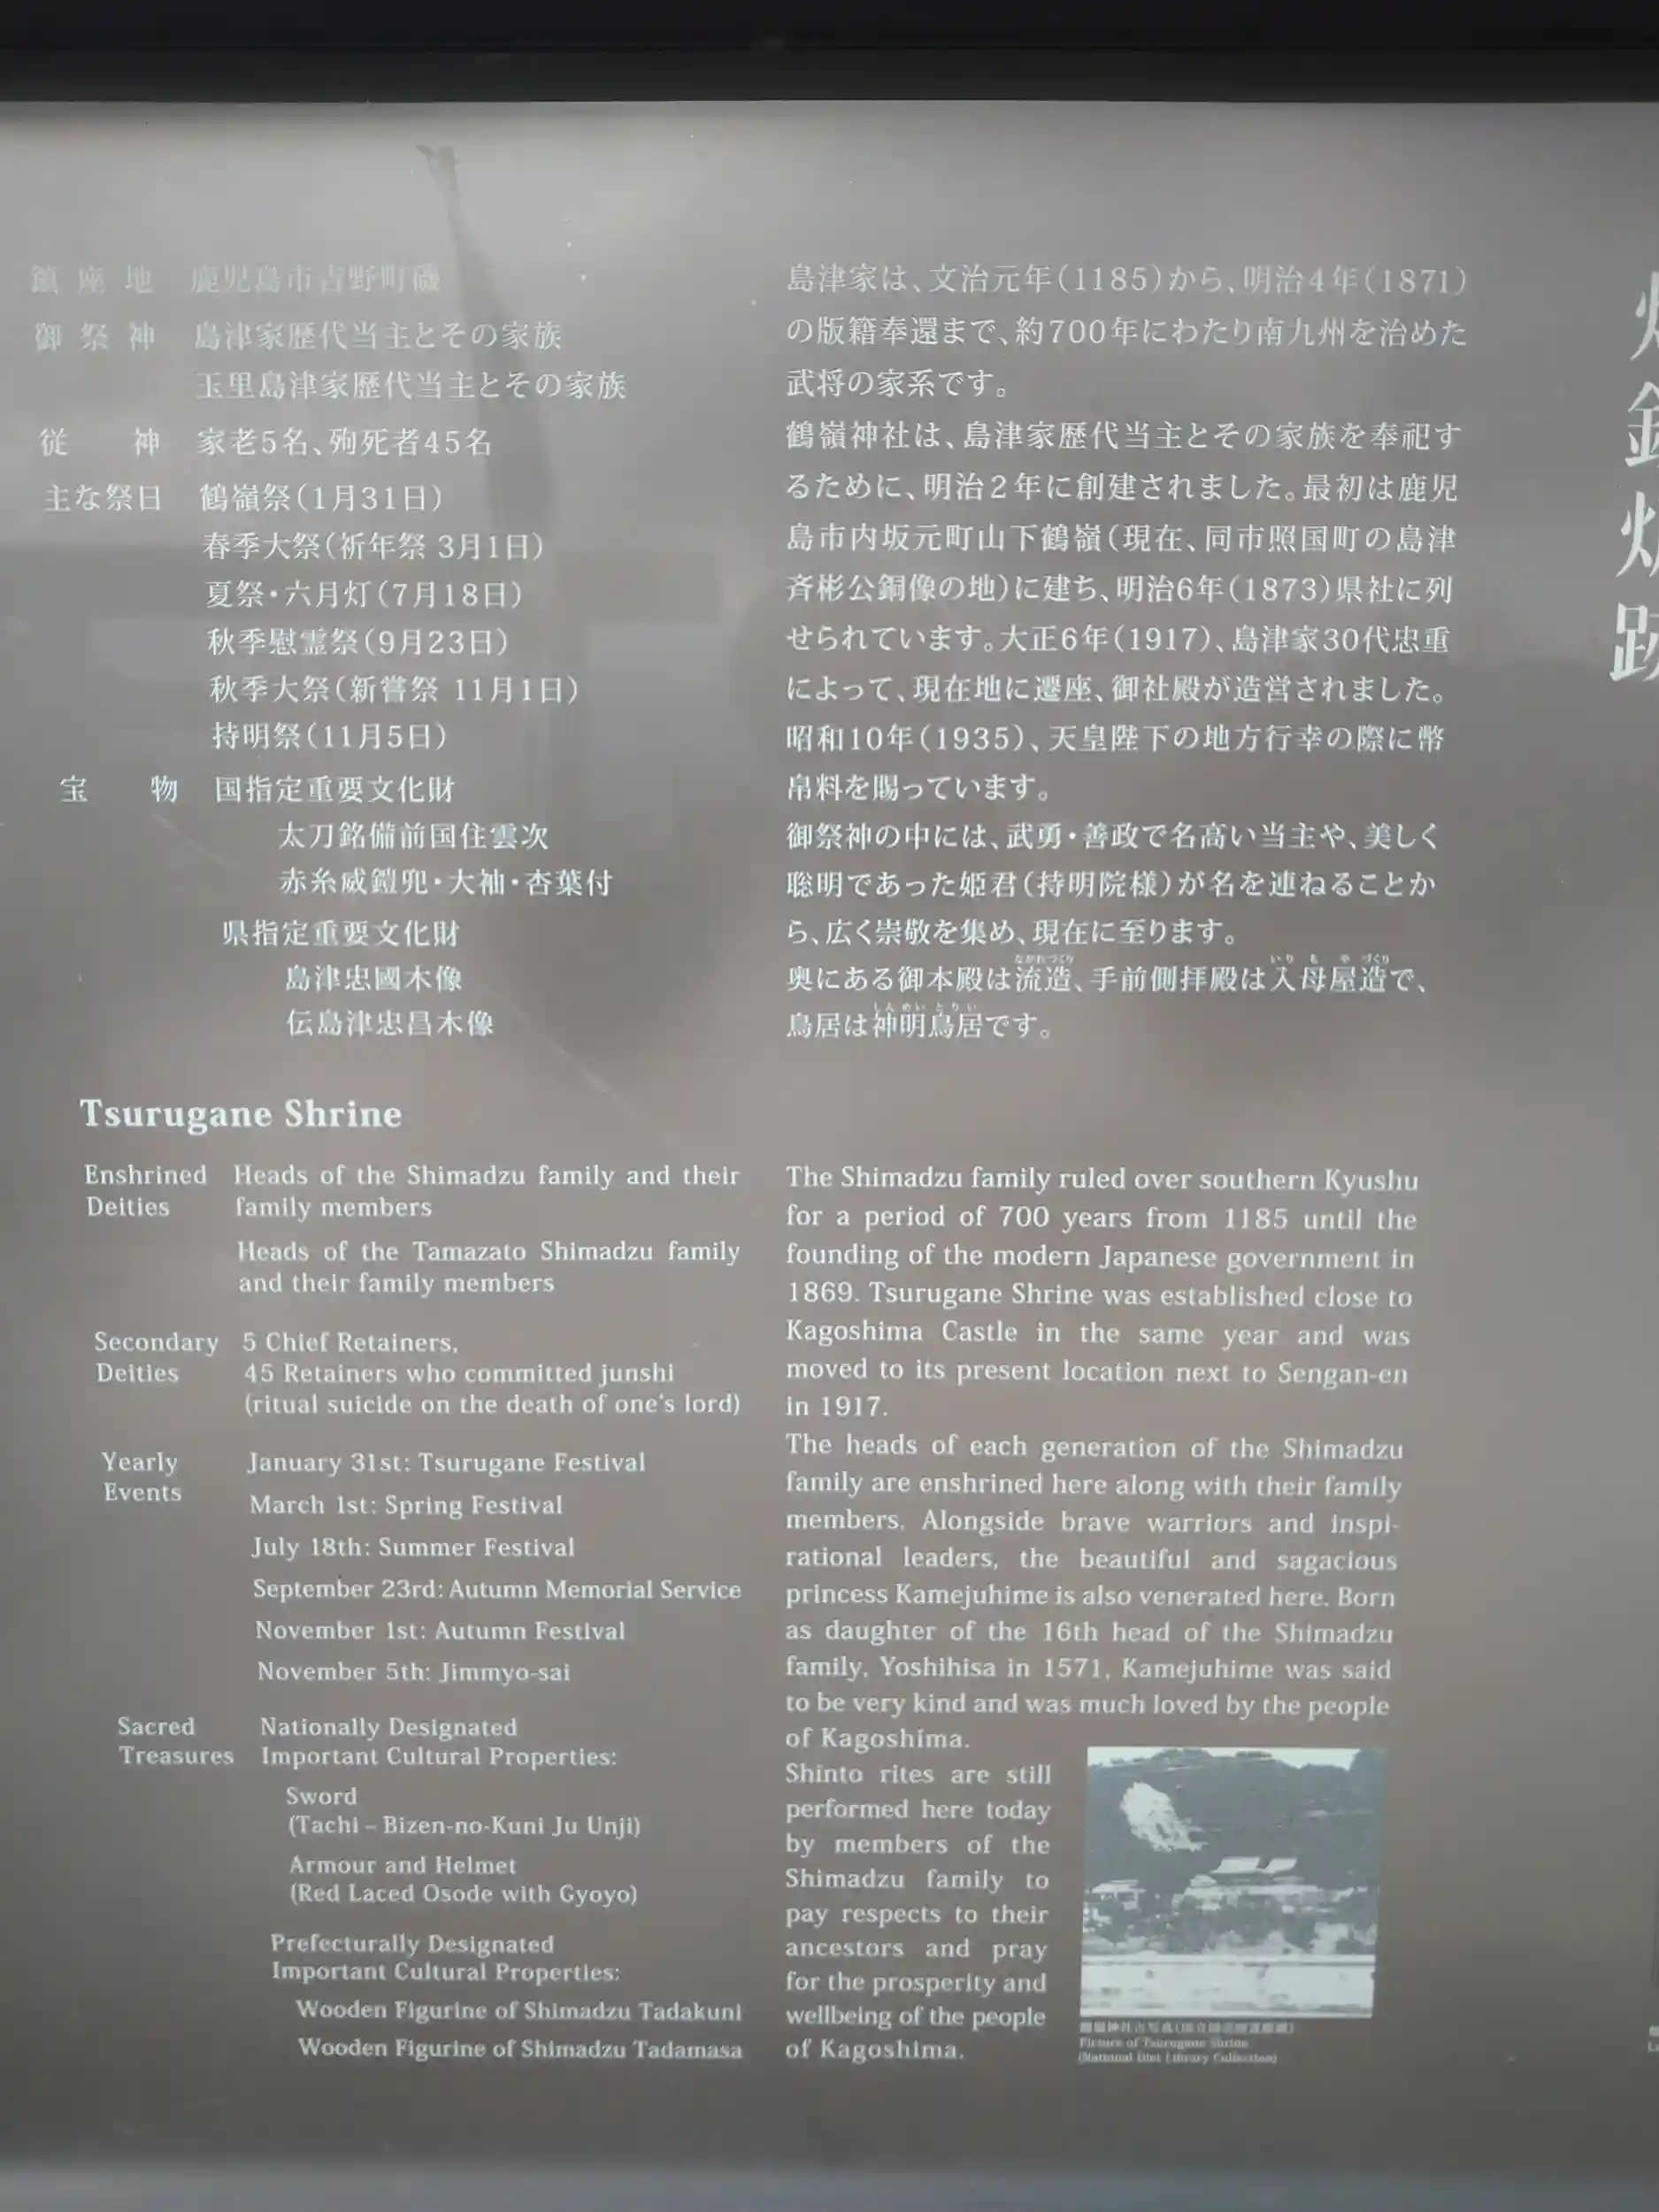 鎮座地 鹿児島市吉野町磯
御祭神 島津家歴代当主とその家族
玉里島津家歴代当主とその家族
従神 家老5名、殉死者45名
主な祭日 鶴嶺祭(1月31日)
春季大祭(祈年祭 3月1日)
夏祭・六月灯(7月18日)
秋季慰霊祭(9月23日)
秋季大祭(新嘗祭 11月1日)
持明祭(11月5日)
宝物 国指定重要文化財
太刀銘備前国住雲次
赤糸威鎧兜・大袖・杏葉付
県指定重要文化財
島津忠國木像
伝島津忠昌木像
島津家は、文治元年(1185)から、明治4年(1871)
の版籍奉還まで、約700年にわたり南九州を治めた
武将の家系です。
鶴嶺神社は、島津家歴代当主とその家族を奉祀す
るために、明治2年に創建されました。最初は鹿児
島市内坂元町山下鶴嶺(現在、同市照国町の島津
斉彬公銅像の地)に建ち、明治6年(1873)県社に列
せられています。大正6年(1917)、島津家30代忠重
によって、現在地に遷座、御社殿が造営されました。
昭和10年(1935)、天皇陛下の地方行幸の際に幣
帛料を賜っています。
御祭神の中には、武勇・善政で名高い当主や、美しく
聡明であった姫君(持明院様)が名を連ねることか
ら、広く崇敬を集め、現在に至ります。
ながれづくり いりもやづくり
奥にある御本殿は流造、手前側拝殿は入母屋造で、
しんめいとりい
鳥居は神明鳥居です。
Tsurugane Shrine
Enshrined Deities
Heads of the Shimadzu family and their
family members
Heads of the Tamazato Shimadzu family
and their family members
Secondary Deities
5 Chief Retainers,
45 Retainers who committed junshi
(ritual suicide on the death of one's lord)
Yearly Events
January 31st: Tsurugane Festival
March 1st: Spring Festival
July 18th: Summer Festival
September 23rd: Autumn Memorial Service
November 1st: Autumn Festival
November 5th: Jimmyo-sai
Sacred Treasures
Nationally Designated
Important Cultural Properties:
Sword
(Tachi – Bizen-no-Kuni Ju Unji)
Armour and Helmet
(Red Laced Osode with Gyoyo)
Prefecturally Designated
Important Cultural Properties:
Wooden Figurine of Shimadzu Tadakuni
Wooden Figurine of Shimadzu Tadamasa
The Shimadzu family ruled over southern Kyushu
for a period of 700 years from 1185 until the
founding of the modern Japanese government in
1869. Tsurugane Shrine was established close to
Kagoshima Castle in the same year and was
moved to its present location next to Sengan-en
in 1917.
The heads of each generation of the Shimadzu
family are enshrined here along with their family
members. Alongside brave warriors and inspi-
rational leaders, the beautiful and sagacious
princess Kamejuhime is also venerated here. Born
as daughter of the 16th head of the Shimadzu
family, Yoshihisa in 1571, Kamejuhime was said
to be very kind and was much loved by the people
of Kagoshima.
Shinto rites are still
performed here today
by members of the
Shimadzu family to
pay respects to their
ancestors and pray
for the prosperity and
wellbeing of the people
of Kagoshima.
Picture of Tsurugane Shrine
(National Diet Library Collection)